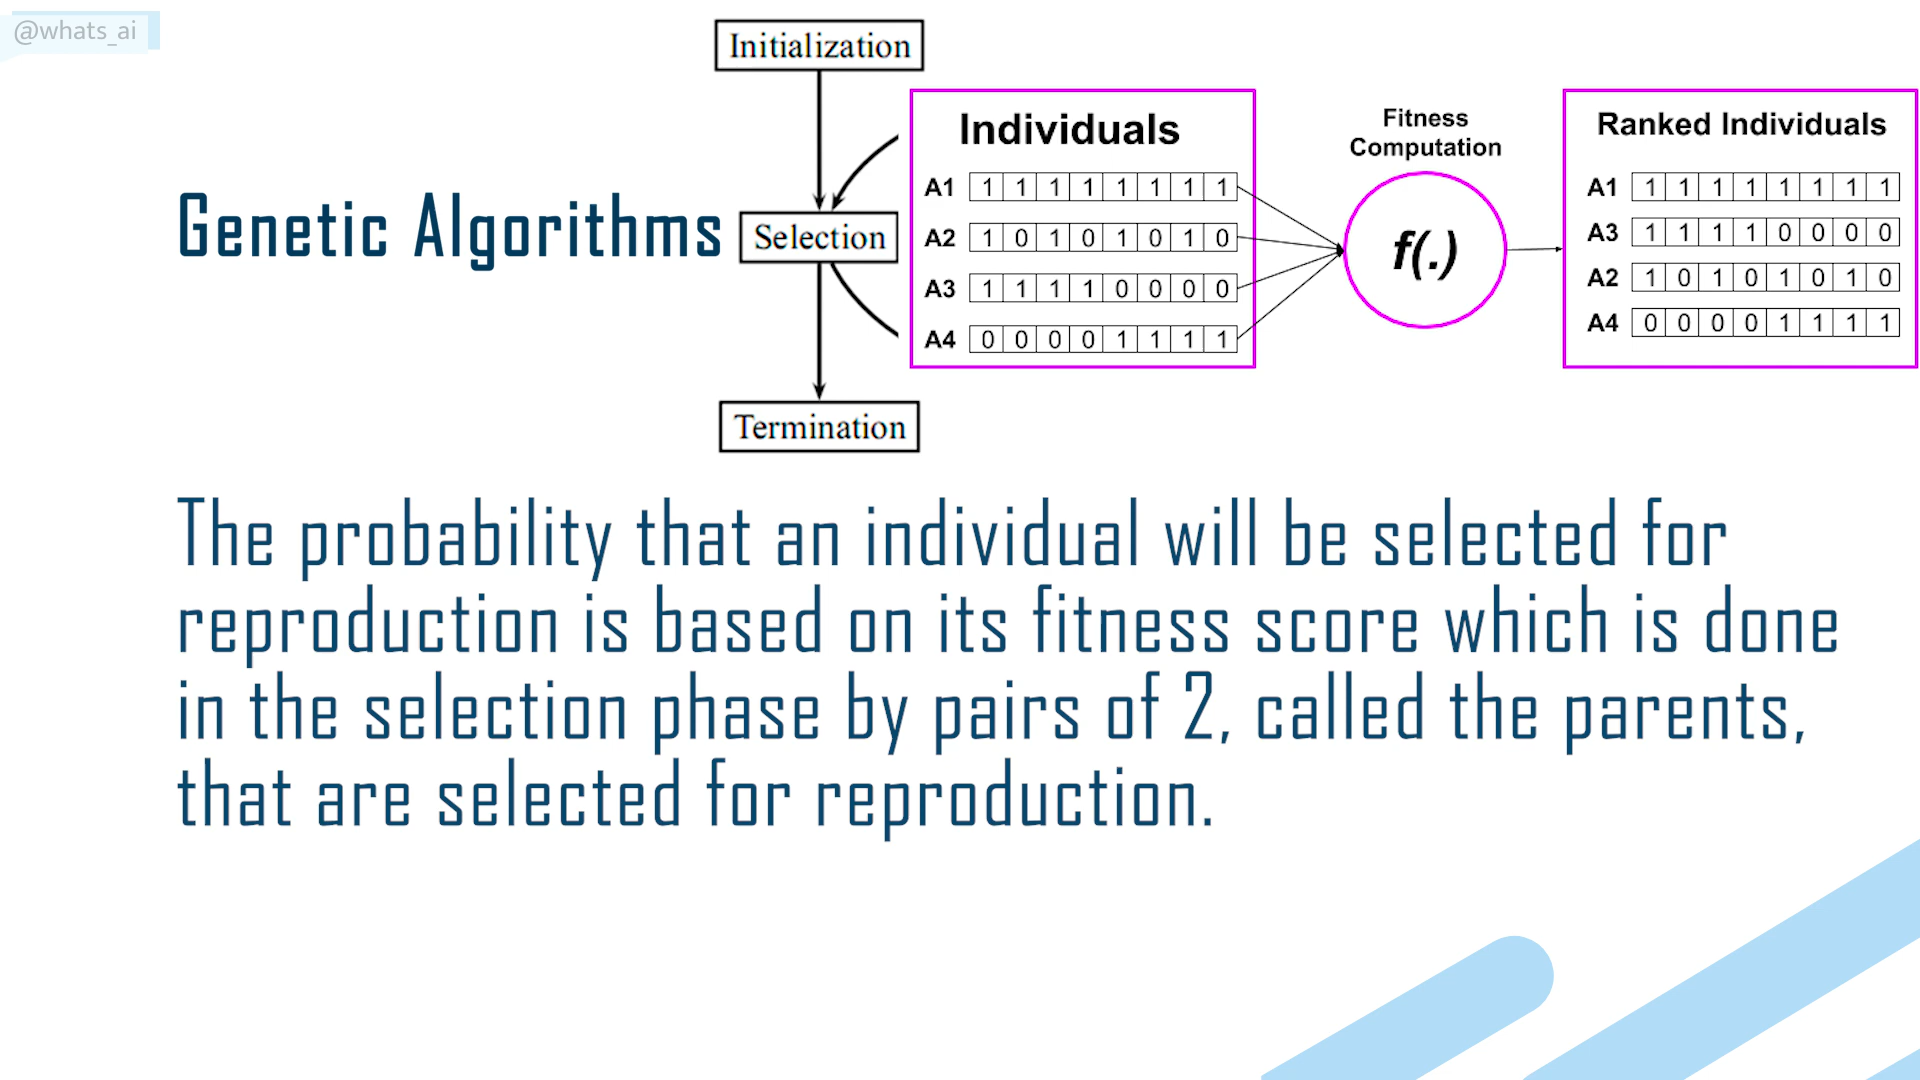 @whats_ai
Initialization
Genetic Algorithms
Selection
Termination
Individuals
A1 1 1 1 1 1 1 1 1
A2 1 0 1 0 1 0 1 0
A3 1 1 1 1 0 0 0 0
A4 0 0 0 0 1 1 1 1
Fitness
Computation
f(.)
Ranked Individuals
A1 1 1 1 1 1 1 1 1
A3 1 1 1 1 0 0 0 0
A2 1 0 1 0 1 0 1 0
A4 0 0 0 0 1 1 1 1
The probability that an individual will be selected for
reproduction is based on its fitness score which is done
in the selection phase by pairs of 2, called the parents,
that are selected for reproduction.